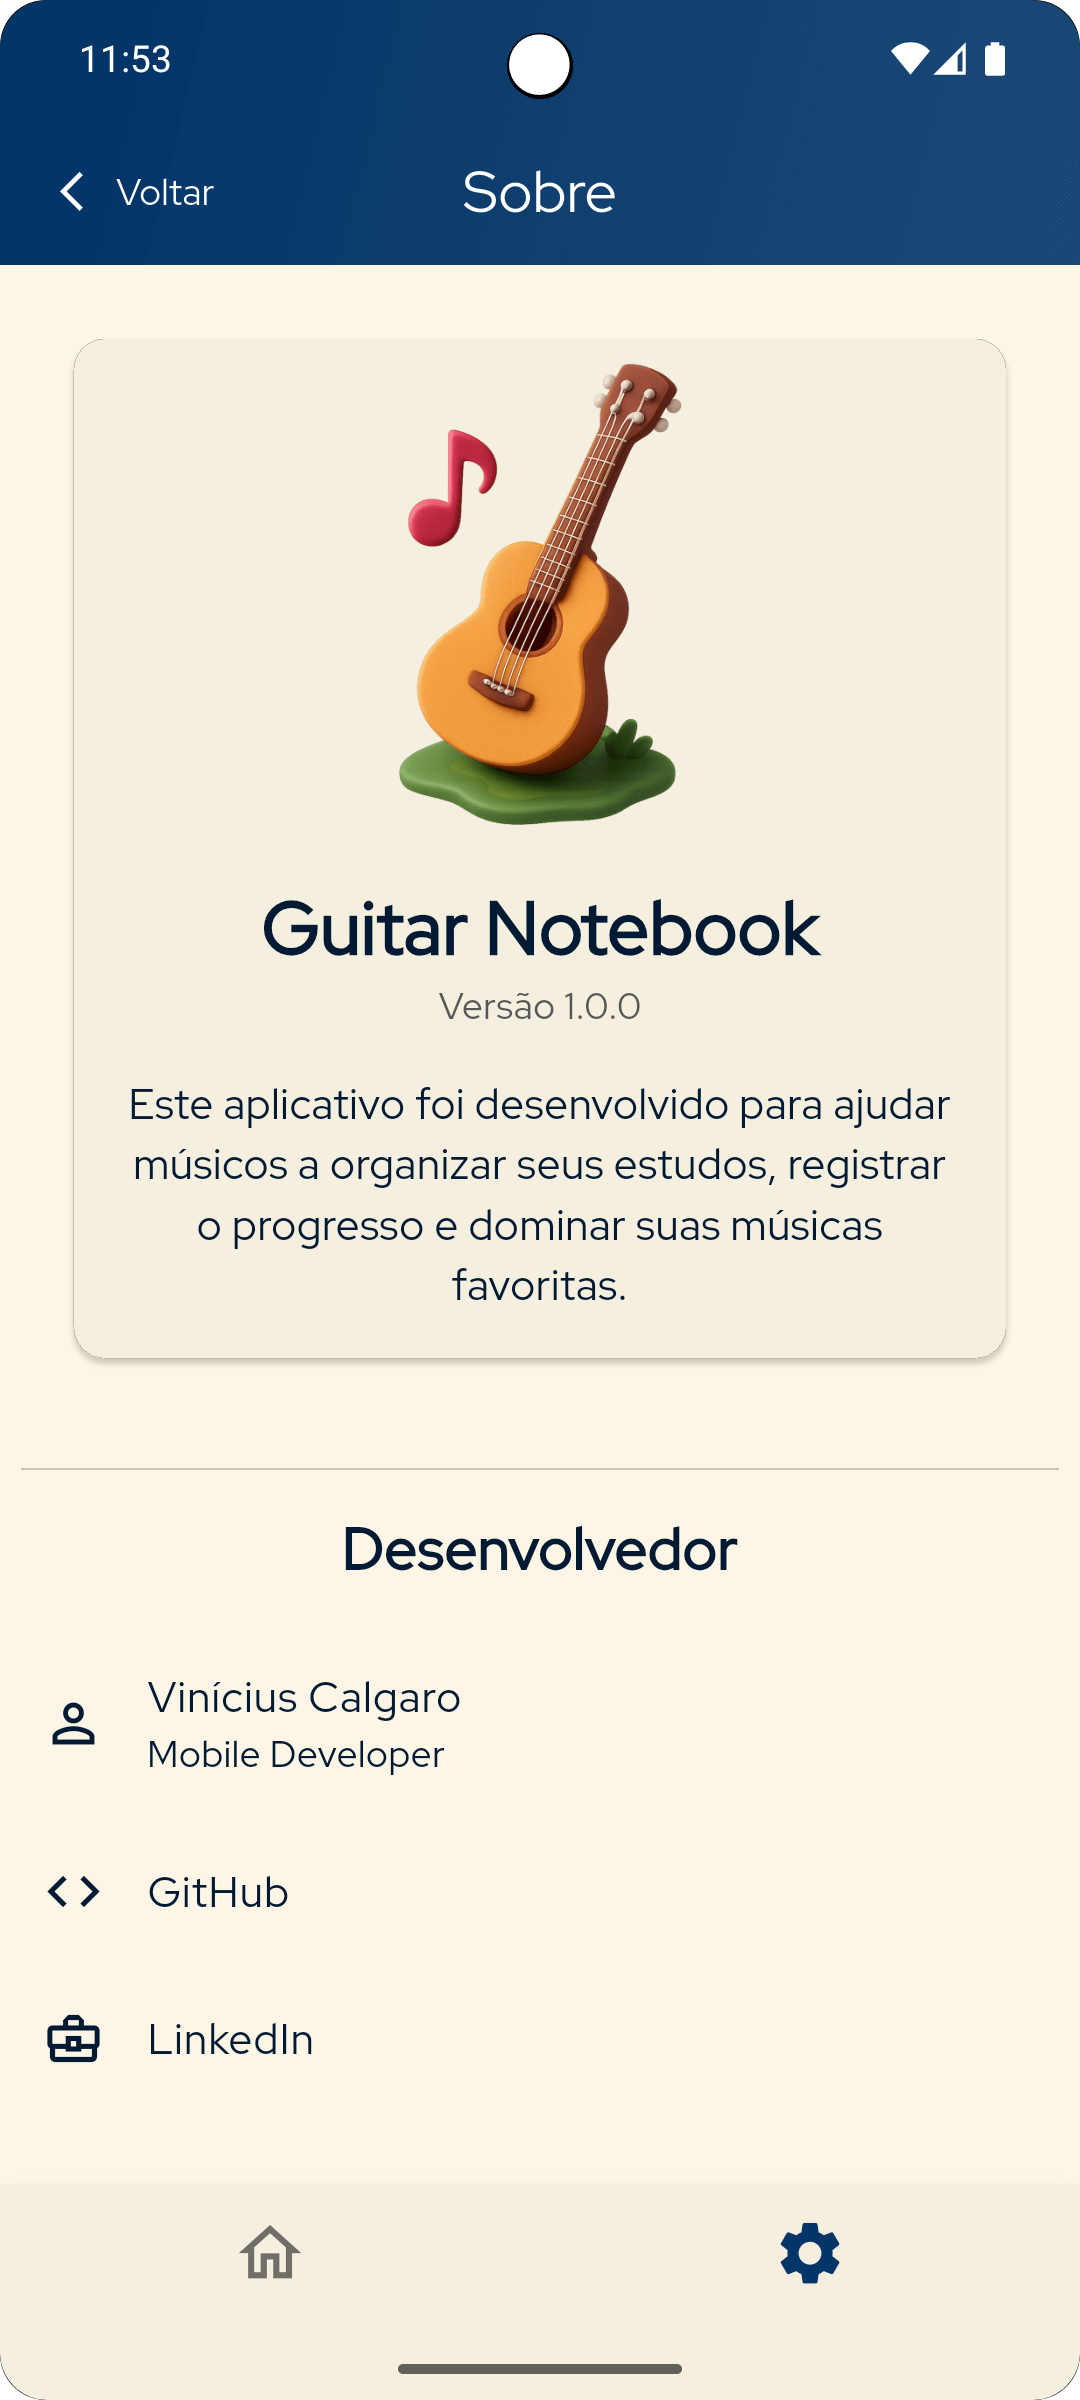 11:53
Voltar
Sobre
Guitar Notebook
Versão 1.0.0
Este aplicativo foi desenvolvido para ajudar
músicos a organizar seus estudos, registrar
o progresso e dominar suas músicas
favoritas.
Desenvolvedor
Vinícius Calgaro
Mobile Developer
GitHub
LinkedIn